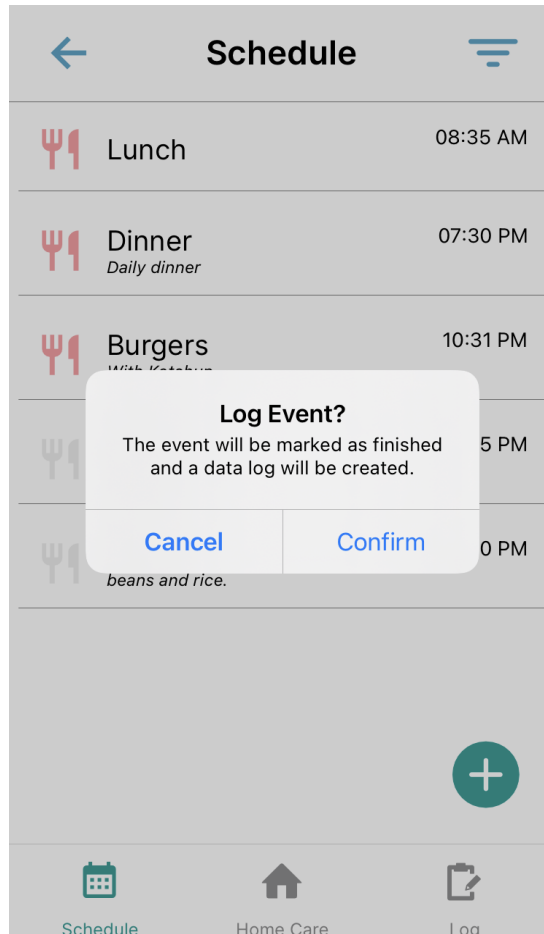 Schedule
Lunch
08:35 AM
Dinner
07:30 PM
Daily dinner
Burgers
10:31 PM
With Ketchup
Log Event?
The event will be marked as finished
and a data log will be created.
5 PM
Cancel
Confirm
0 PM
beans and rice.
Schedule
Home Care
Log